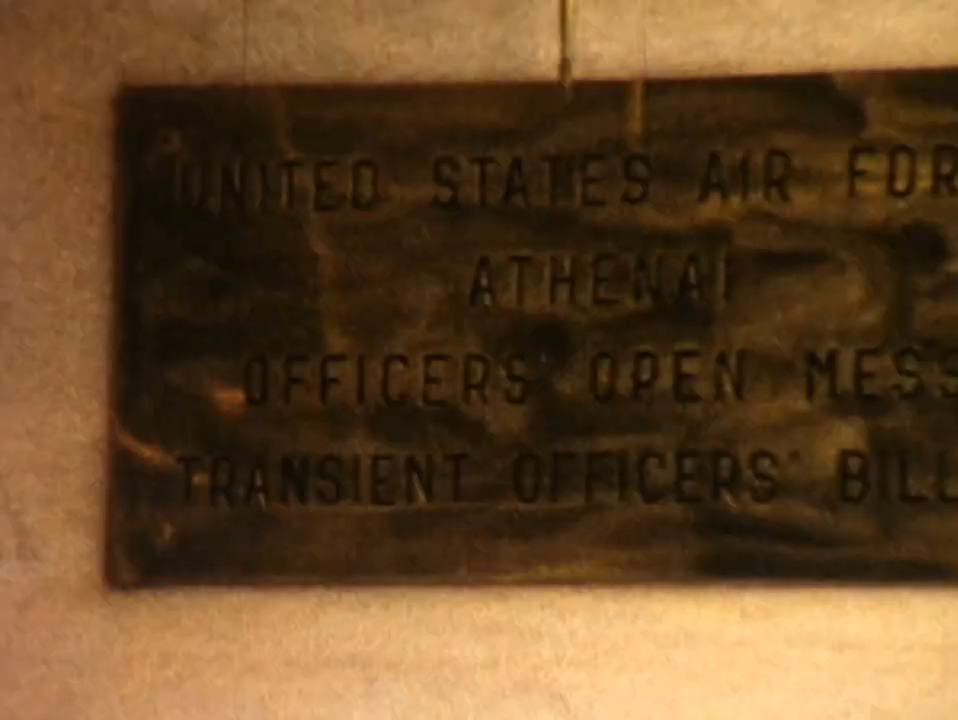 UNITED STATES AIR FOR
ATHENAI
OFFICERS OPEN MESS
TRANSIENT OFFICERS' BILL